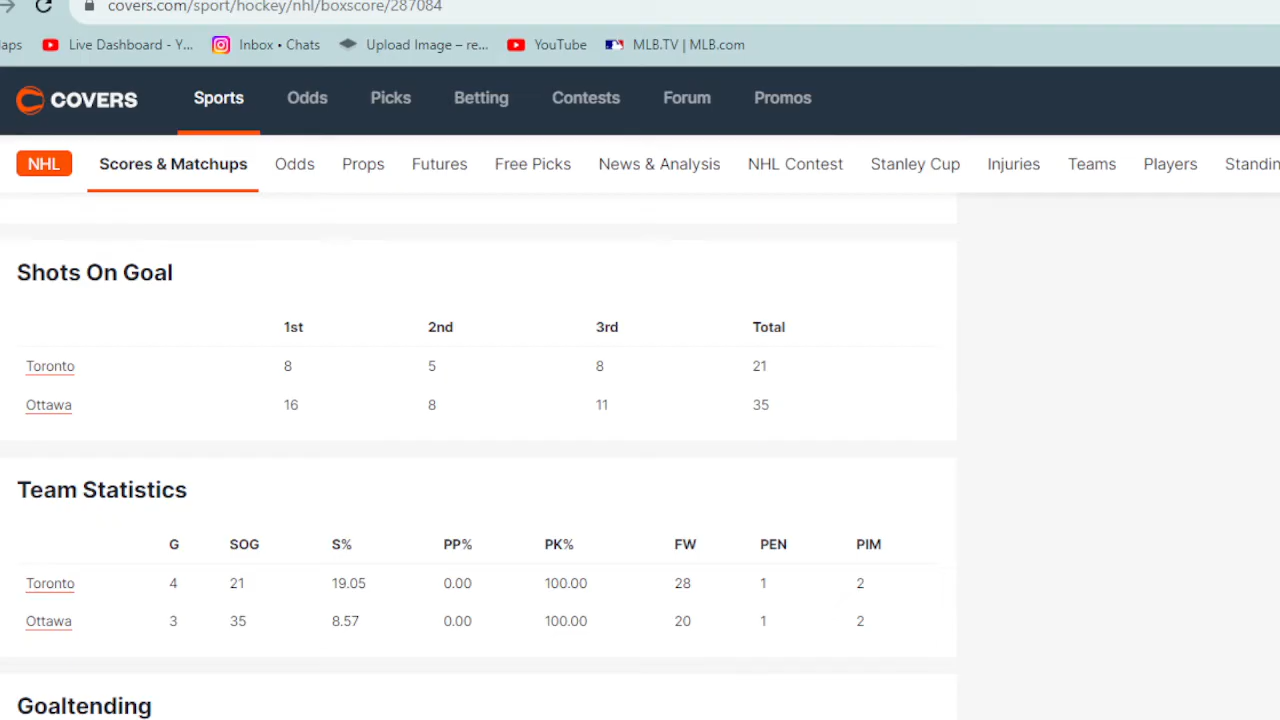 covers.com/sport/hockey/nhl/boxscore/287084
aps Live Dashboard - Y... Inbox • Chats Upload Image – re... YouTube MLB.TV | MLB.com
COVERS Sports Odds Picks Betting Contests Forum Promos
NHL Scores & Matchups Odds Props Futures Free Picks News & Analysis NHL Contest Stanley Cup Injuries Teams Players Standin
Shots On Goal
1st 2nd 3rd Total
Toronto 8 5 8 21
Ottawa 16 8 11 35
Team Statistics
G SOG S% PP% PK% FW PEN PIM
Toronto 4 21 19.05 0.00 100.00 28 1 2
Ottawa 3 35 8.57 0.00 100.00 20 1 2
Goaltending